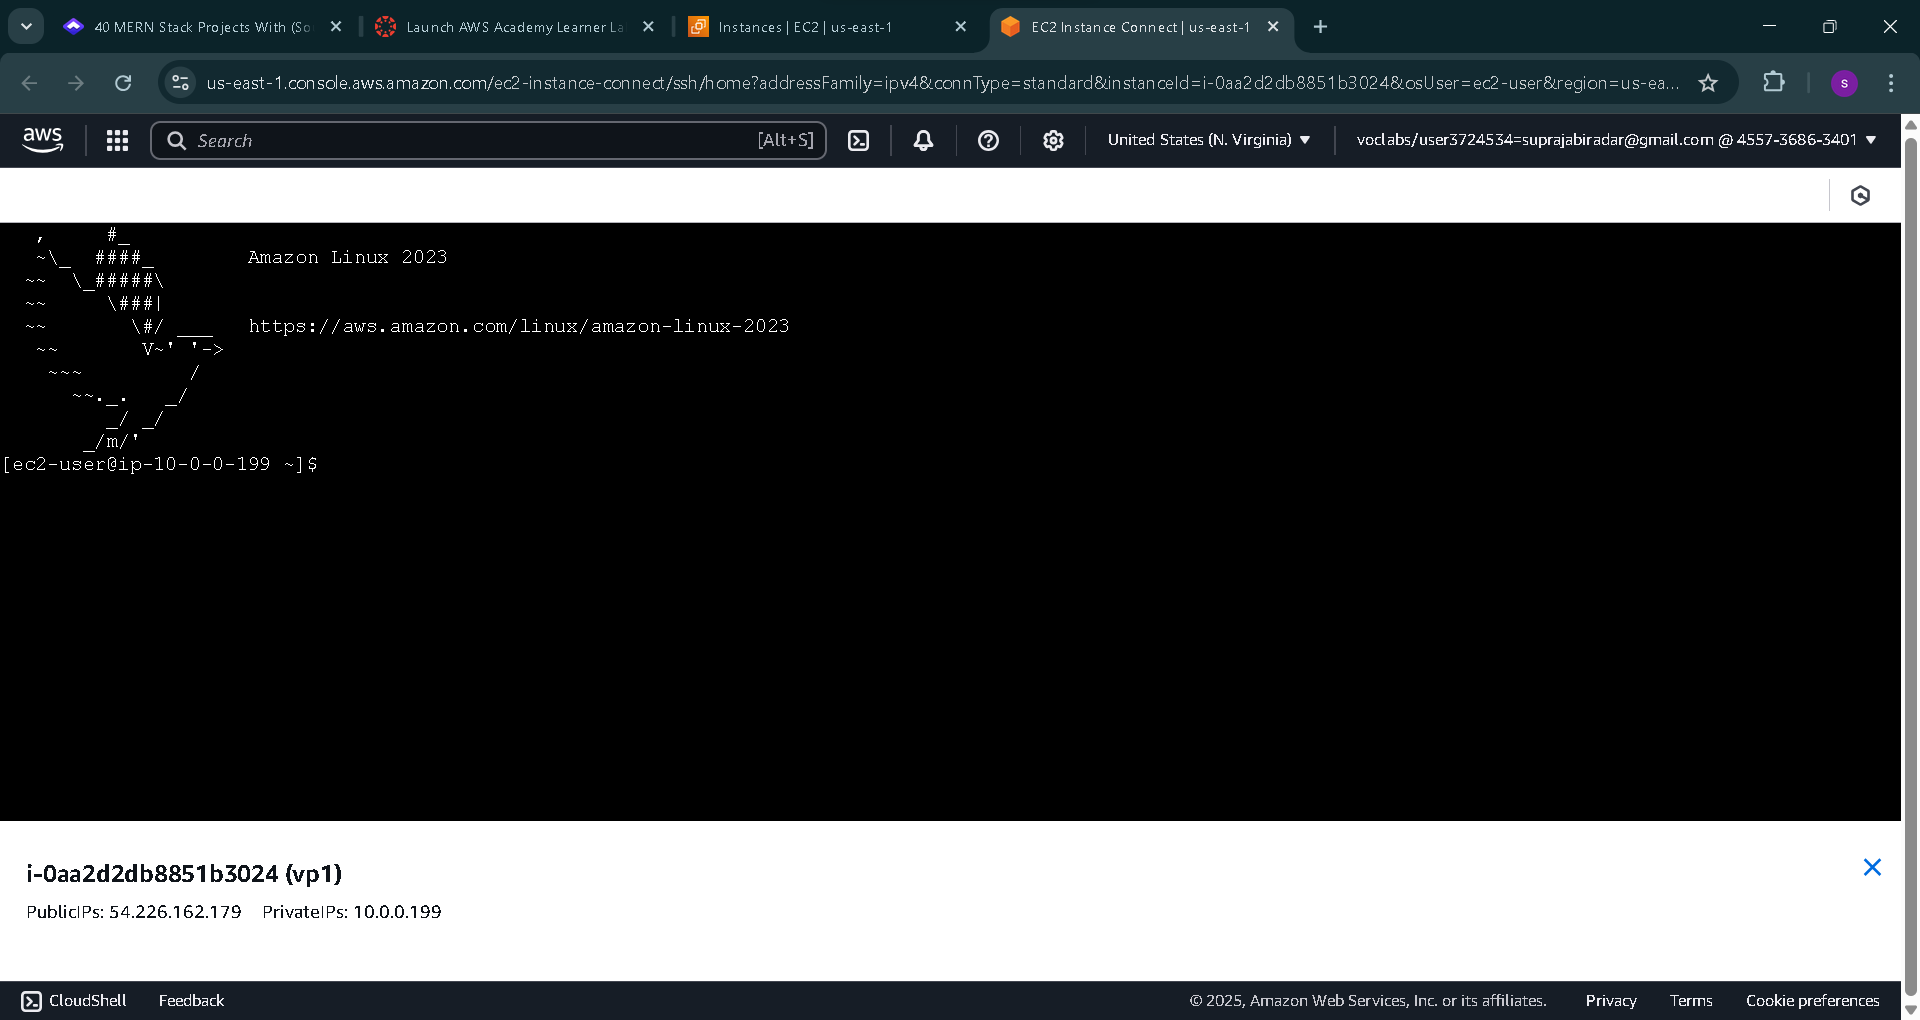 40 MERN Stack Projects With (So
Launch AWS Academy Learner La
Instances | EC2 | us-east-1
EC2 Instance Connect | us-east-1
us-east-1.console.aws.amazon.com/ec2-instance-connect/ssh/home?addressFamily=ipv4&connType=standard&instanceId=i-0aa2d2db8851b3024&osUser=ec2-user&region=us-ea...
S
aws
Search
[Alt+S]
United States (N. Virginia)
voclabs/user3724534=suprajabiradar@gmail.com @ 4557-3686-3401
   ,     #_
   ~\_  ####_        Amazon Linux 2023
  ~~  \_#####\
  ~~     \###|
  ~~       \#/ ___   https://aws.amazon.com/linux/amazon-linux-2023
   ~~       V~' '->
    ~~~         /
      ~~._.   _/
         _/ _/
       _/m/'
[ec2-user@ip-10-0-0-199 ~]$
i-0aa2d2db8851b3024 (vp1)
PublicIPs: 54.226.162.179 PrivateIPs: 10.0.0.199
CloudShell
Feedback
© 2025, Amazon Web Services, Inc. or its affiliates.
Privacy
Terms
Cookie preferences